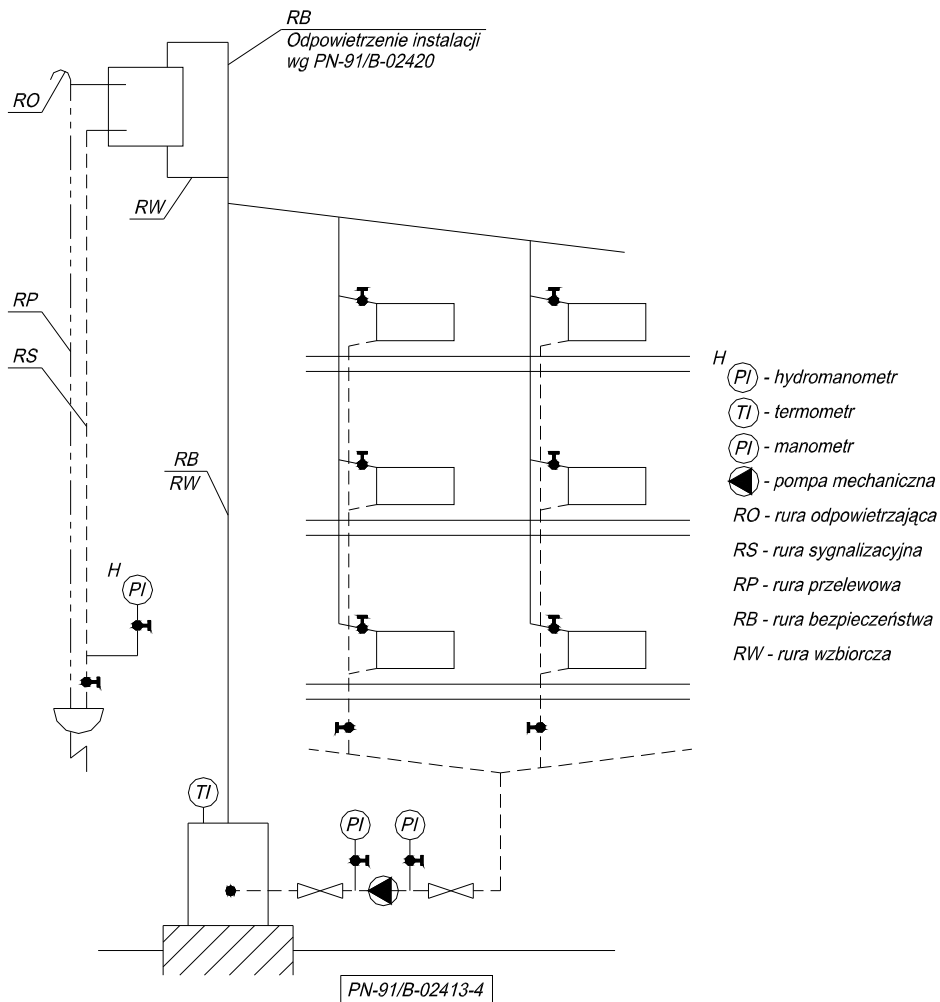 RB
Odpowietrzenie instalacji
wg PN-91/B-02420
RO
RW
RP
RS
RB
RW
H
PI
TI
PI
PI
H
PI - hydromanometr
TI - termometr
PI - manometr
- pompa mechaniczna
RO - rura odpowietrzająca
RS - rura sygnalizacyjna
RP - rura przelewowa
RB - rura bezpieczeństwa
RW - rura wzbiorcza
PN-91/B-02413-4